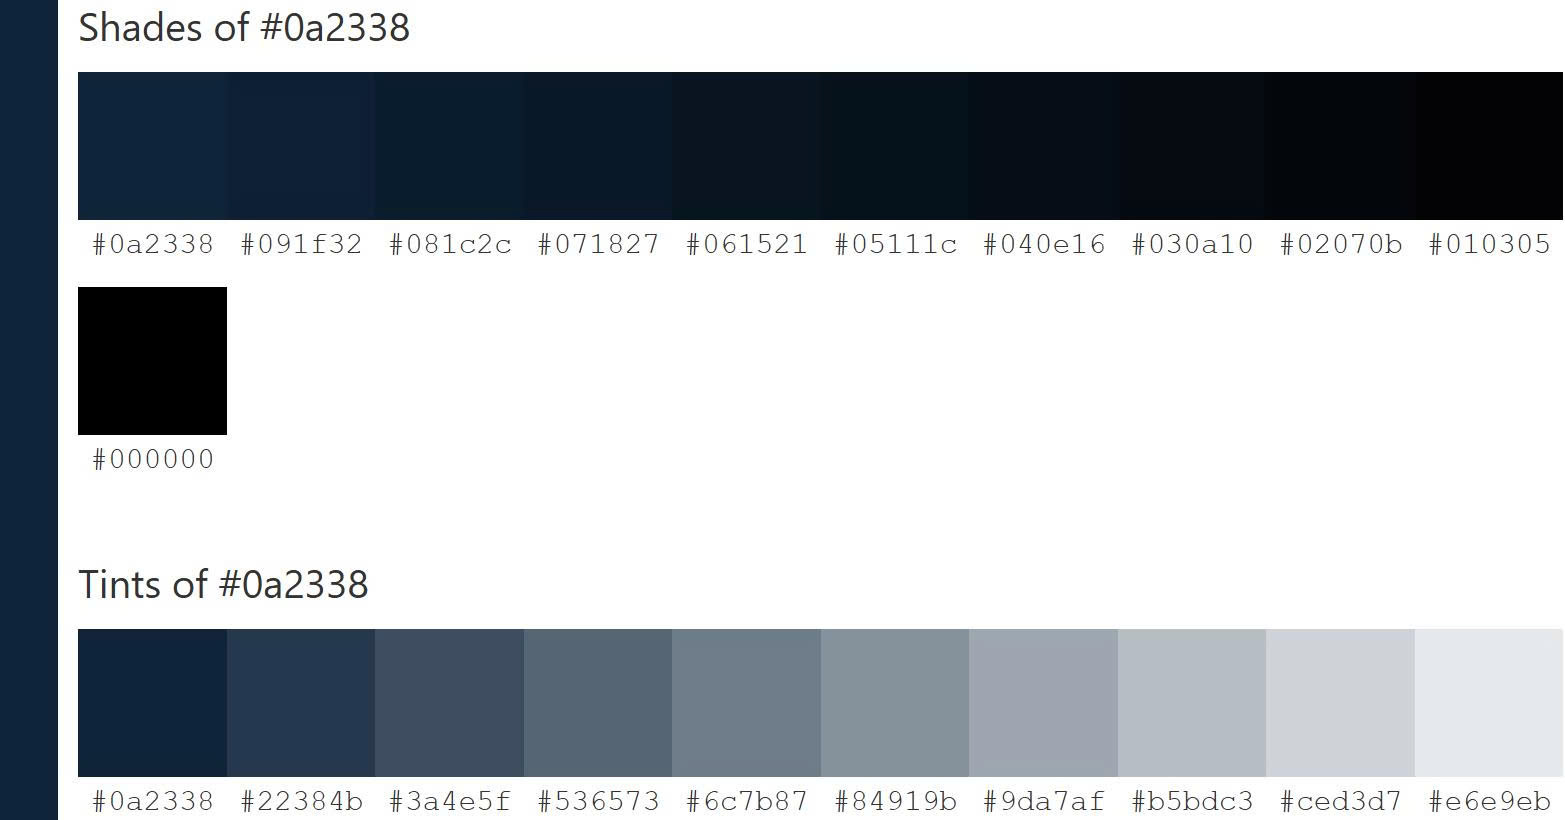 Shades of #0a2338
#0a2338 #091f32 #081c2c #071827 #061521 #05111c #040e16 #030a10 #02070b #010305
#000000
Tints of #0a2338
#0a2338 #22384b #3a4e5f #536573 #6c7b87 #84919b #9da7af #b5bdc3 #ced3d7 #e6e9eb